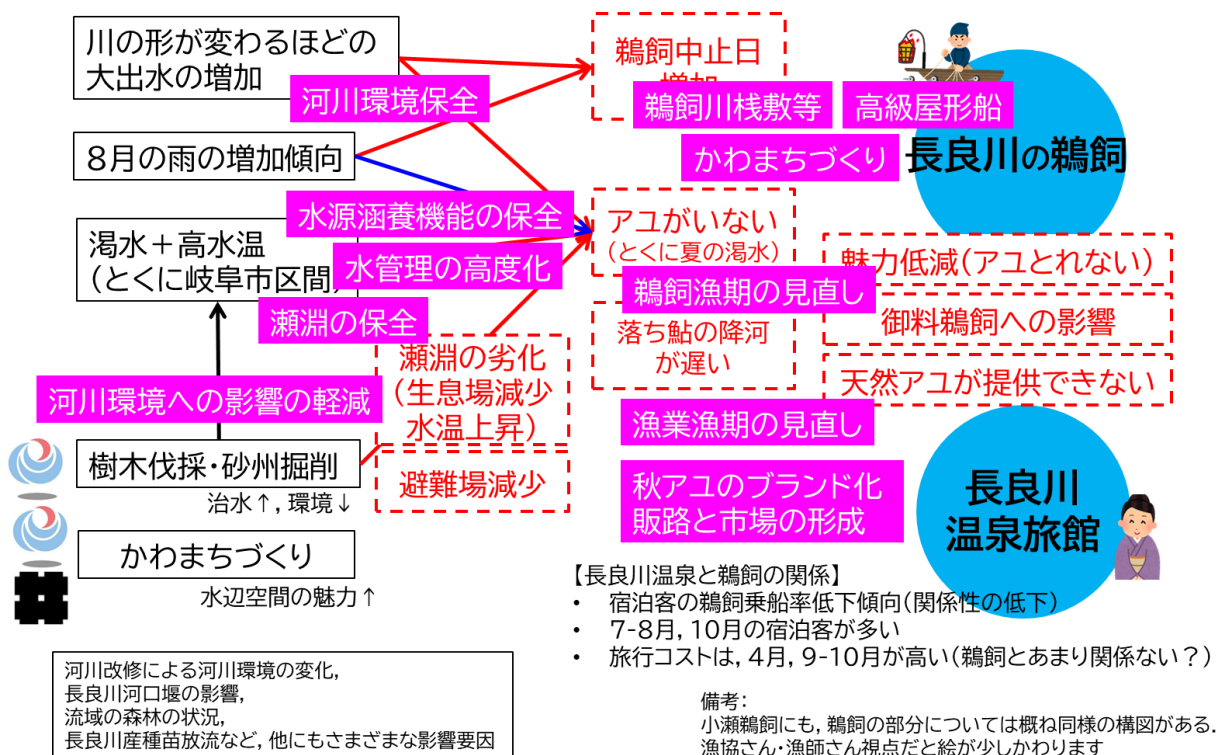 川の形が変わるほどの
大出水の増加
河川環境保全
8月の雨の増加傾向
水源涵養機能の保全
渇水＋高水温
(とくに岐阜市区間)
水管理の高度化
瀬淵の保全
河川環境への影響の軽減
瀬淵の劣化
(生息場減少
水温上昇)
樹木伐採・砂州掘削
治水↑, 環境↓
避難場減少
かわまちづくり
水辺空間の魅力↑
河川改修による河川環境の変化,
長良川河口堰の影響,
流域の森林の状況,
長良川産種苗放流など, 他にもさまざまな影響要因
鵜飼中止日
増加
鵜飼川桟敷等
高級屋形船
かわまちづくり
長良川の鵜飼
アユがいない
(とくに夏の渇水)
鵜飼漁期の見直し
魅力低減(アユとれない)
御料鵜飼への影響
天然アユが提供できない
落ち鮎の降河
が遅い
漁業漁期の見直し
秋アユのブランド化
販路と市場の形成
長良川
温泉旅館
【長良川温泉と鵜飼の関係】
• 宿泊客の鵜飼乗船率低下傾向(関係性の低下)
• 7-8月, 10月の宿泊客が多い
• 旅行コストは, 4月, 9-10月が高い(鵜飼とあまり関係ない？)
備考:
小瀬鵜飼にも, 鵜飼の部分については概ね同様の構図がある.
漁協さん・漁師さん視点だと絵が少しかわります